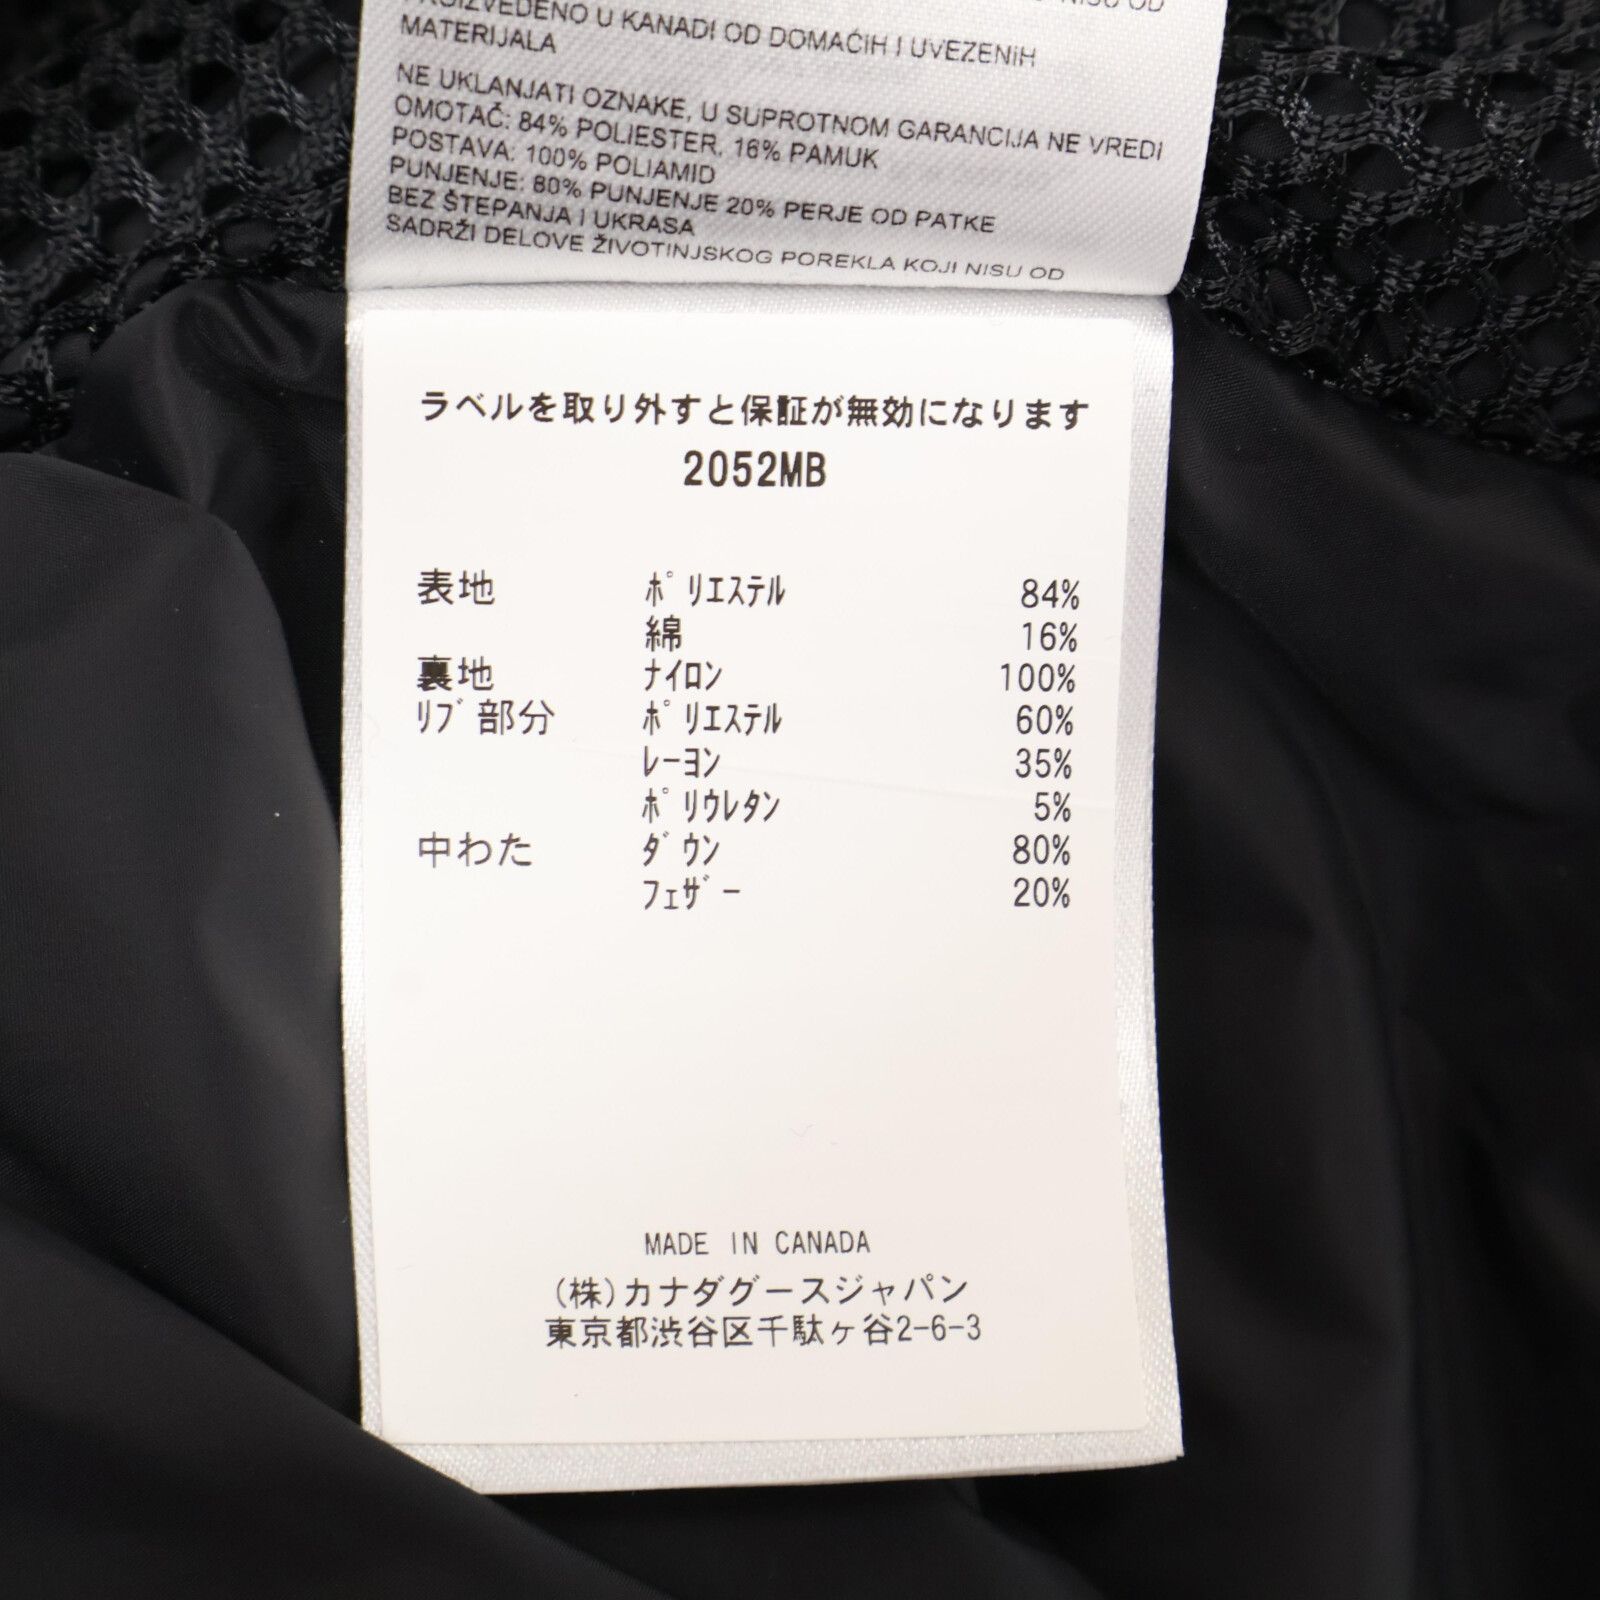 NISU OD
PROIZVEDENO U KANADI OD DOMAĆIH I UVEZENIH
MATERIJALA
NE UKLANJATI OZNAKE, U SUPROTNOM GARANCIJA NE VREDI
OMOTAČ: 84% POLIESTER, 16% PAMUK
POSTAVA: 100% POLIAMID
PUNJENJE: 80% PUNJENJE 20% PERJE OD PATKE
BEZ ŠTEPANJA I UKRASA
SADRŽI DELOVE ŽIVOTINJSKOG POREKLA KOJI NISU OD
ラベルを取り外すと保証が無効になります
2052MB
表地 ﾎﾟﾘｴｽﾃﾙ 84%
綿 16%
裏地 ﾅｲﾛﾝ 100%
ﾘﾌﾞ部分 ﾎﾟﾘｴｽﾃﾙ 60%
ﾚｰﾖﾝ 35%
ﾎﾟﾘｳﾚﾀﾝ 5%
中わた ﾀﾞｳﾝ 80%
ﾌｪｻﾞｰ 20%
MADE IN CANADA
(株)カナダグースジャパン
東京都渋谷区千駄ヶ谷2-6-3